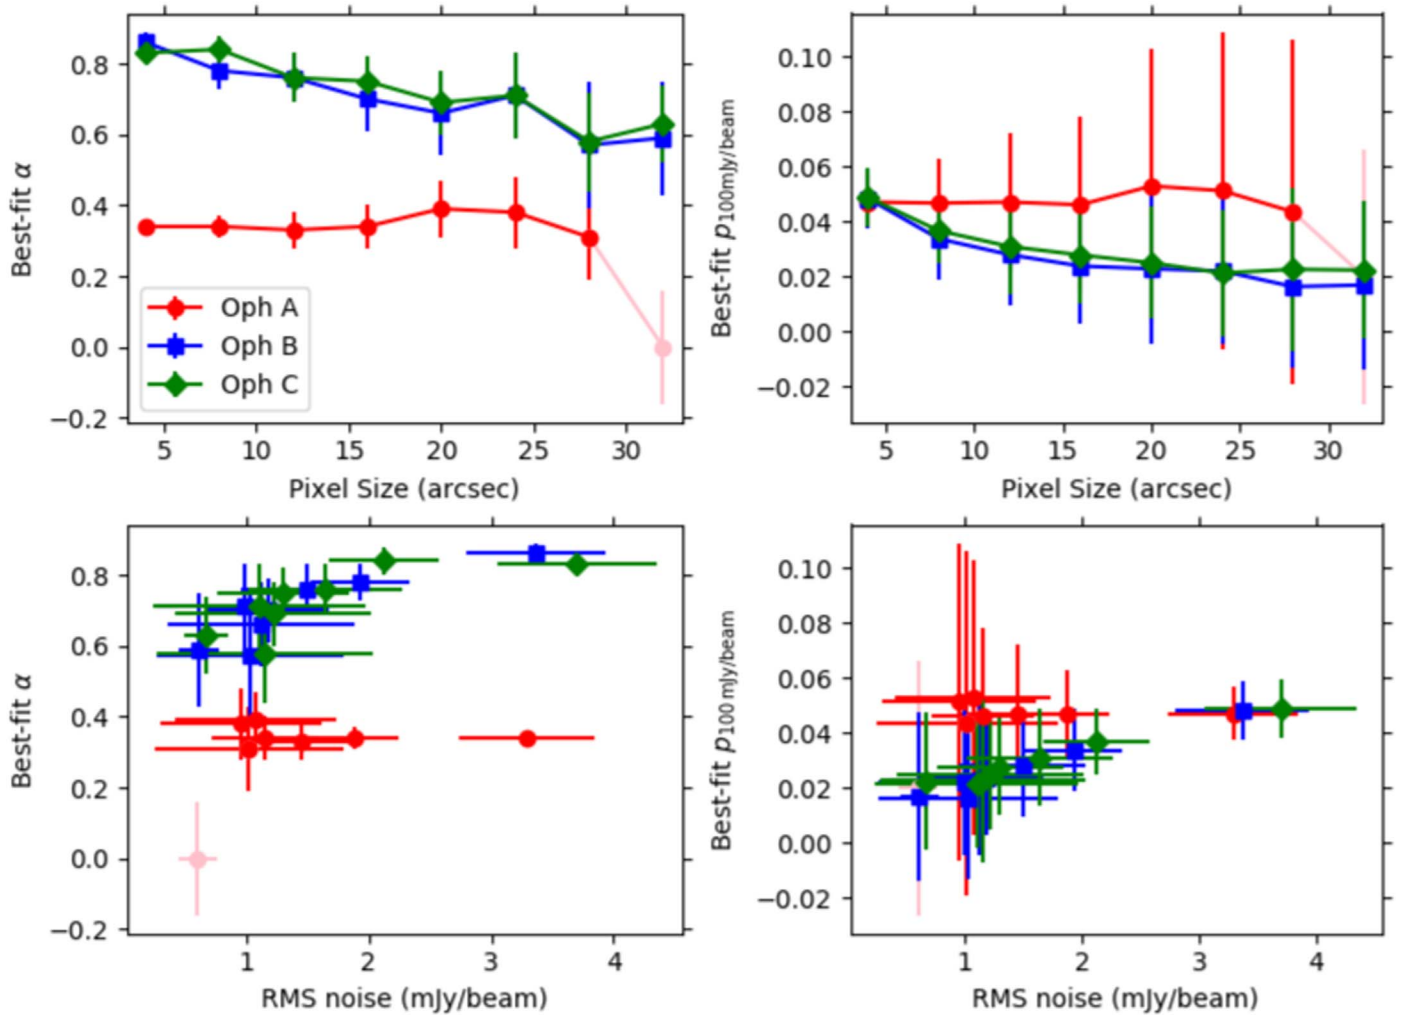 0.8
0.6
0.4
0.2
0.0
−0.2
Best-fit α
Oph A
Oph B
Oph C
5 10 15 20 25 30
Pixel Size (arcsec)
0.10
0.08
0.06
0.04
0.02
0.00
−0.02
Best-fit p100mJy/beam
5 10 15 20 25 30
Pixel Size (arcsec)
0.8
0.6
0.4
0.2
0.0
−0.2
Best-fit α
1 2 3 4
RMS noise (mJy/beam)
0.10
0.08
0.06
0.04
0.02
0.00
−0.02
Best-fit p100 mJy/beam
1 2 3 4
RMS noise (mJy/beam)